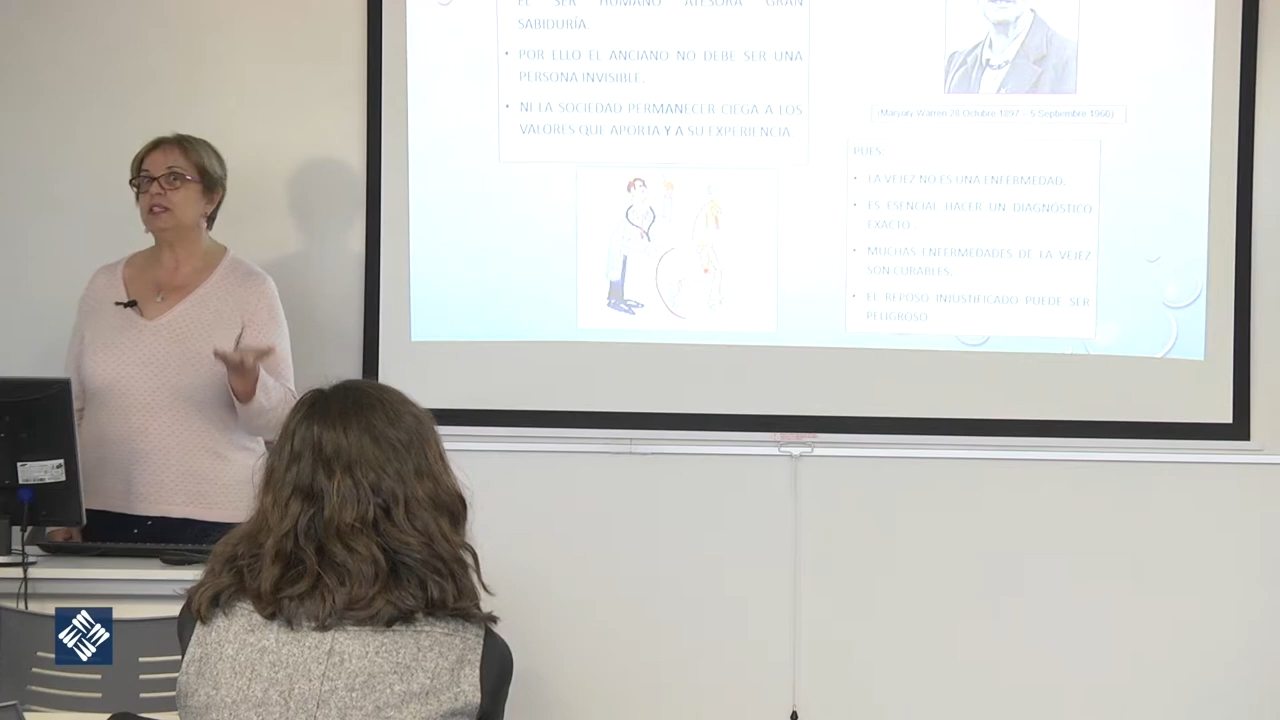 EL SER HUMANO ATESORA GRAN
SABIDURÍA.
• POR ELLO EL ANCIANO NO DEBE SER UNA
PERSONA INVISIBLE.
• NI LA SOCIEDAD PERMANECER CIEGA A LOS
VALORES QUE APORTA Y A SU EXPERIENCIA
(Marjory Warren 28 Octubre 1897 – 5 Septiembre 1960)
PUES:
• LA VEJEZ NO ES UNA ENFERMEDAD.
• ES ESENCIAL HACER UN DIAGNÓSTICO
EXACTO
• MUCHAS ENFERMEDADES DE LA VEJEZ
SON CURABLES.
• EL REPOSO INJUSTIFICADO PUEDE SER
PELIGROSO